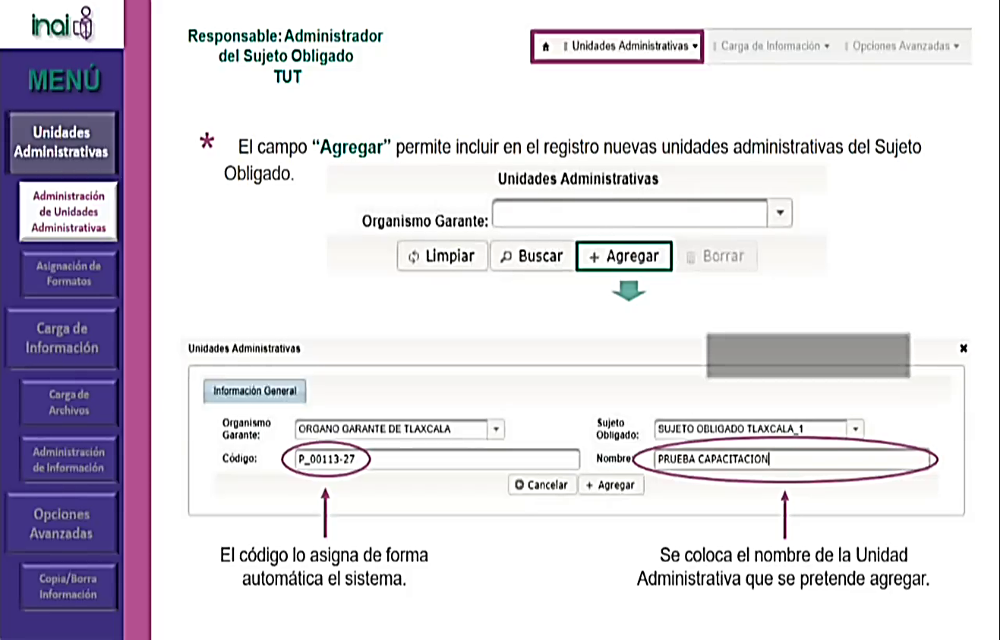 inai
MENÚ
Unidades
Administrativas
Administración
de Unidades
Administrativas
Asignación de
Formatos
Carga de
Información
Carga de
Archivos
Administración
de Información
Opciones
Avanzadas
Copia/Borra
Información
Responsable: Administrador
del Sujeto Obligado
TUT
Unidades Administrativas
Carga de Información
Opciones Avanzadas
* El campo “Agregar” permite incluir en el registro nuevas unidades administrativas del Sujeto
Obligado.
Unidades Administrativas
Organismo Garante:
Limpiar
Buscar
+ Agregar
Borrar
Unidades Administrativas
Información General
Organismo
Garante:
ORGANO GARANTE DE TLAXCALA
Sujeto
Obligado:
SUJETO OBLIGADO TLAXCALA_1
Código:
P_00113-27
Nombre
PRUEBA CAPACITACION
Cancelar
+ Agregar
El código lo asigna de forma
automática el sistema.
Se coloca el nombre de la Unidad
Administrativa que se pretende agregar.